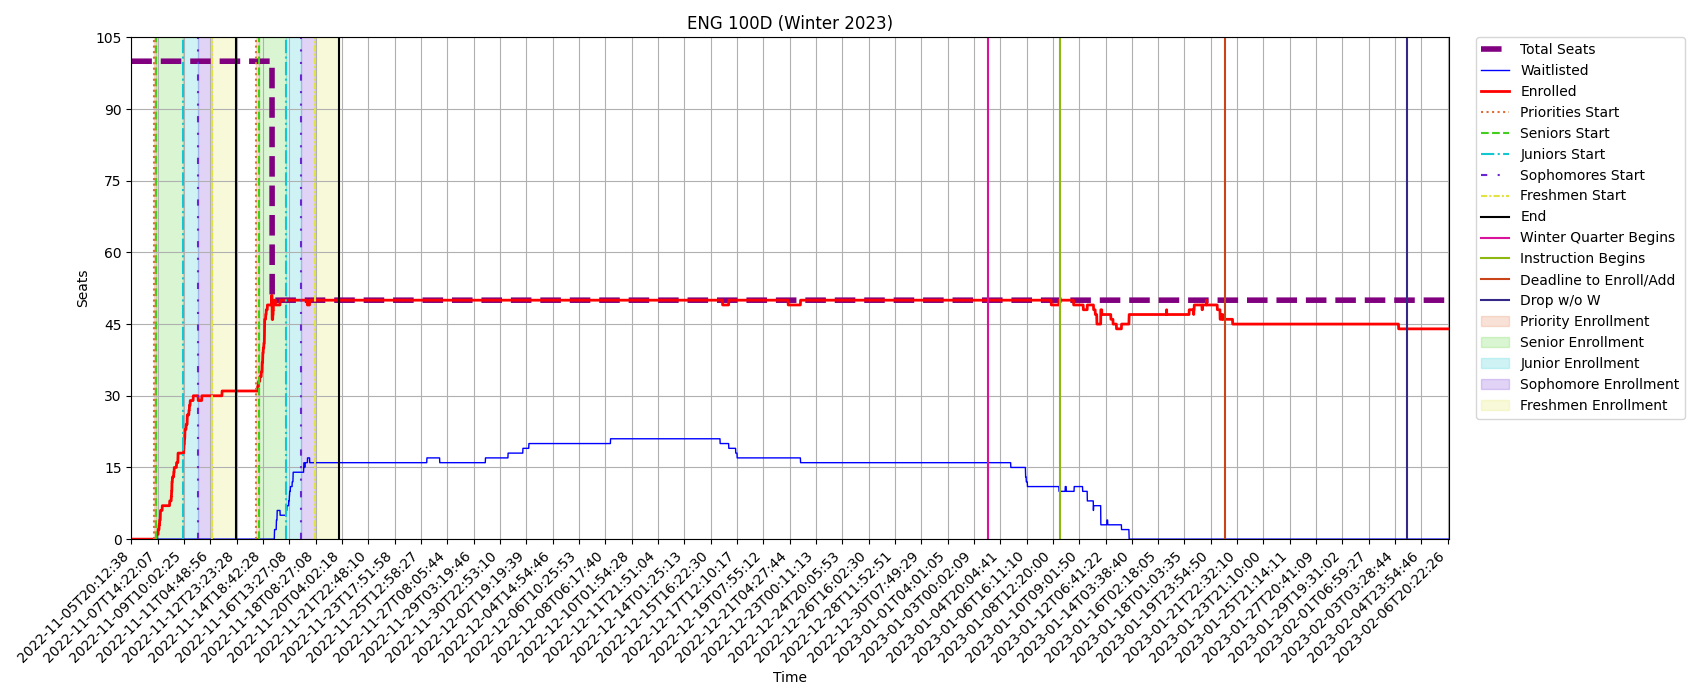 ENG 100D (Winter 2023)
105
90
75
60
45
30
15
0
Seats
2022-11-05T20:12:38
2022-11-07T14:22:07
2022-11-09T10:02:25
2022-11-11T04:48:56
2022-11-12T23:23:28
2022-11-14T18:42:28
2022-11-16T13:27:08
2022-11-18T08:27:08
2022-11-20T04:02:18
2022-11-21T22:48:10
2022-11-23T17:51:58
2022-11-25T12:58:27
2022-11-27T08:05:44
2022-11-29T03:19:46
2022-11-30T22:53:10
2022-12-02T19:19:39
2022-12-04T14:54:46
2022-12-06T10:25:53
2022-12-08T06:17:40
2022-12-10T01:54:28
2022-12-11T21:51:04
2022-12-14T01:25:13
2022-12-15T16:22:30
2022-12-17T12:10:17
2022-12-19T07:55:12
2022-12-21T04:27:44
2022-12-23T00:11:13
2022-12-24T20:05:53
2022-12-26T16:02:30
2022-12-28T11:52:51
2022-12-30T07:49:29
2023-01-01T04:01:05
2023-01-03T00:02:09
2023-01-04T20:04:41
2023-01-06T16:11:10
2023-01-08T12:20:00
2023-01-10T09:01:50
2023-01-12T06:41:22
2023-01-14T03:38:40
2023-01-16T02:18:05
2023-01-18T01:03:35
2023-01-19T23:54:50
2023-01-21T22:32:10
2023-01-23T21:10:00
2023-01-25T21:14:11
2023-01-27T20:41:09
2023-01-29T19:31:02
2023-02-01T06:59:27
2023-02-03T03:28:44
2023-02-04T23:54:46
2023-02-06T20:22:26
Time
Total Seats
Waitlisted
Enrolled
Priorities Start
Seniors Start
Juniors Start
Sophomores Start
Freshmen Start
End
Winter Quarter Begins
Instruction Begins
Deadline to Enroll/Add
Drop w/o W
Priority Enrollment
Senior Enrollment
Junior Enrollment
Sophomore Enrollment
Freshmen Enrollment